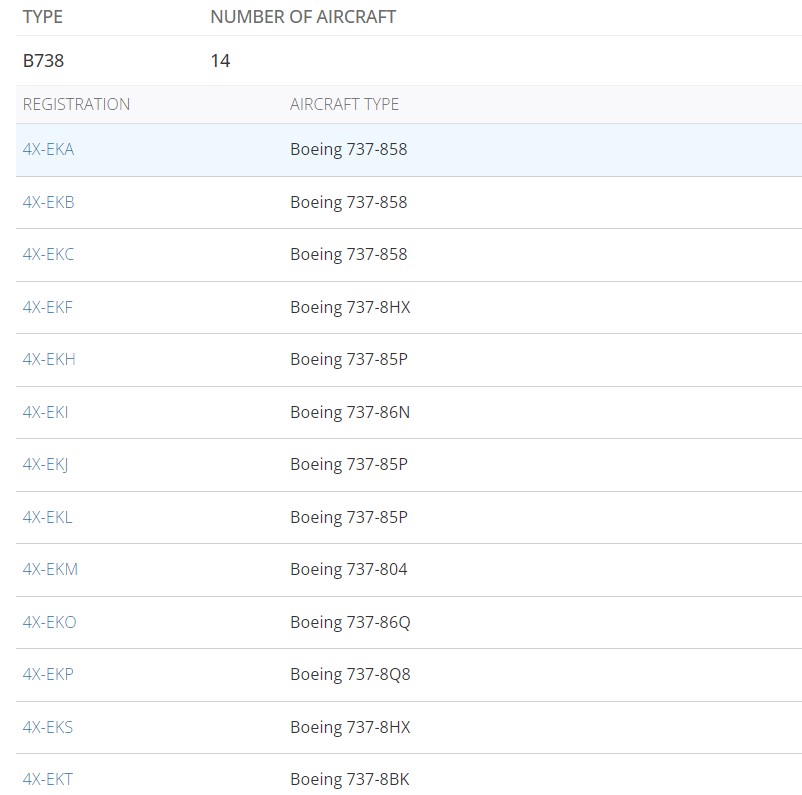 TYPE NUMBER OF AIRCRAFT
B738 14
REGISTRATION AIRCRAFT TYPE
4X-EKA Boeing 737-858
4X-EKB Boeing 737-858
4X-EKC Boeing 737-858
4X-EKF Boeing 737-8HX
4X-EKH Boeing 737-85P
4X-EKI Boeing 737-86N
4X-EKJ Boeing 737-85P
4X-EKL Boeing 737-85P
4X-EKM Boeing 737-804
4X-EKO Boeing 737-86Q
4X-EKP Boeing 737-8Q8
4X-EKS Boeing 737-8HX
4X-EKT Boeing 737-8BK